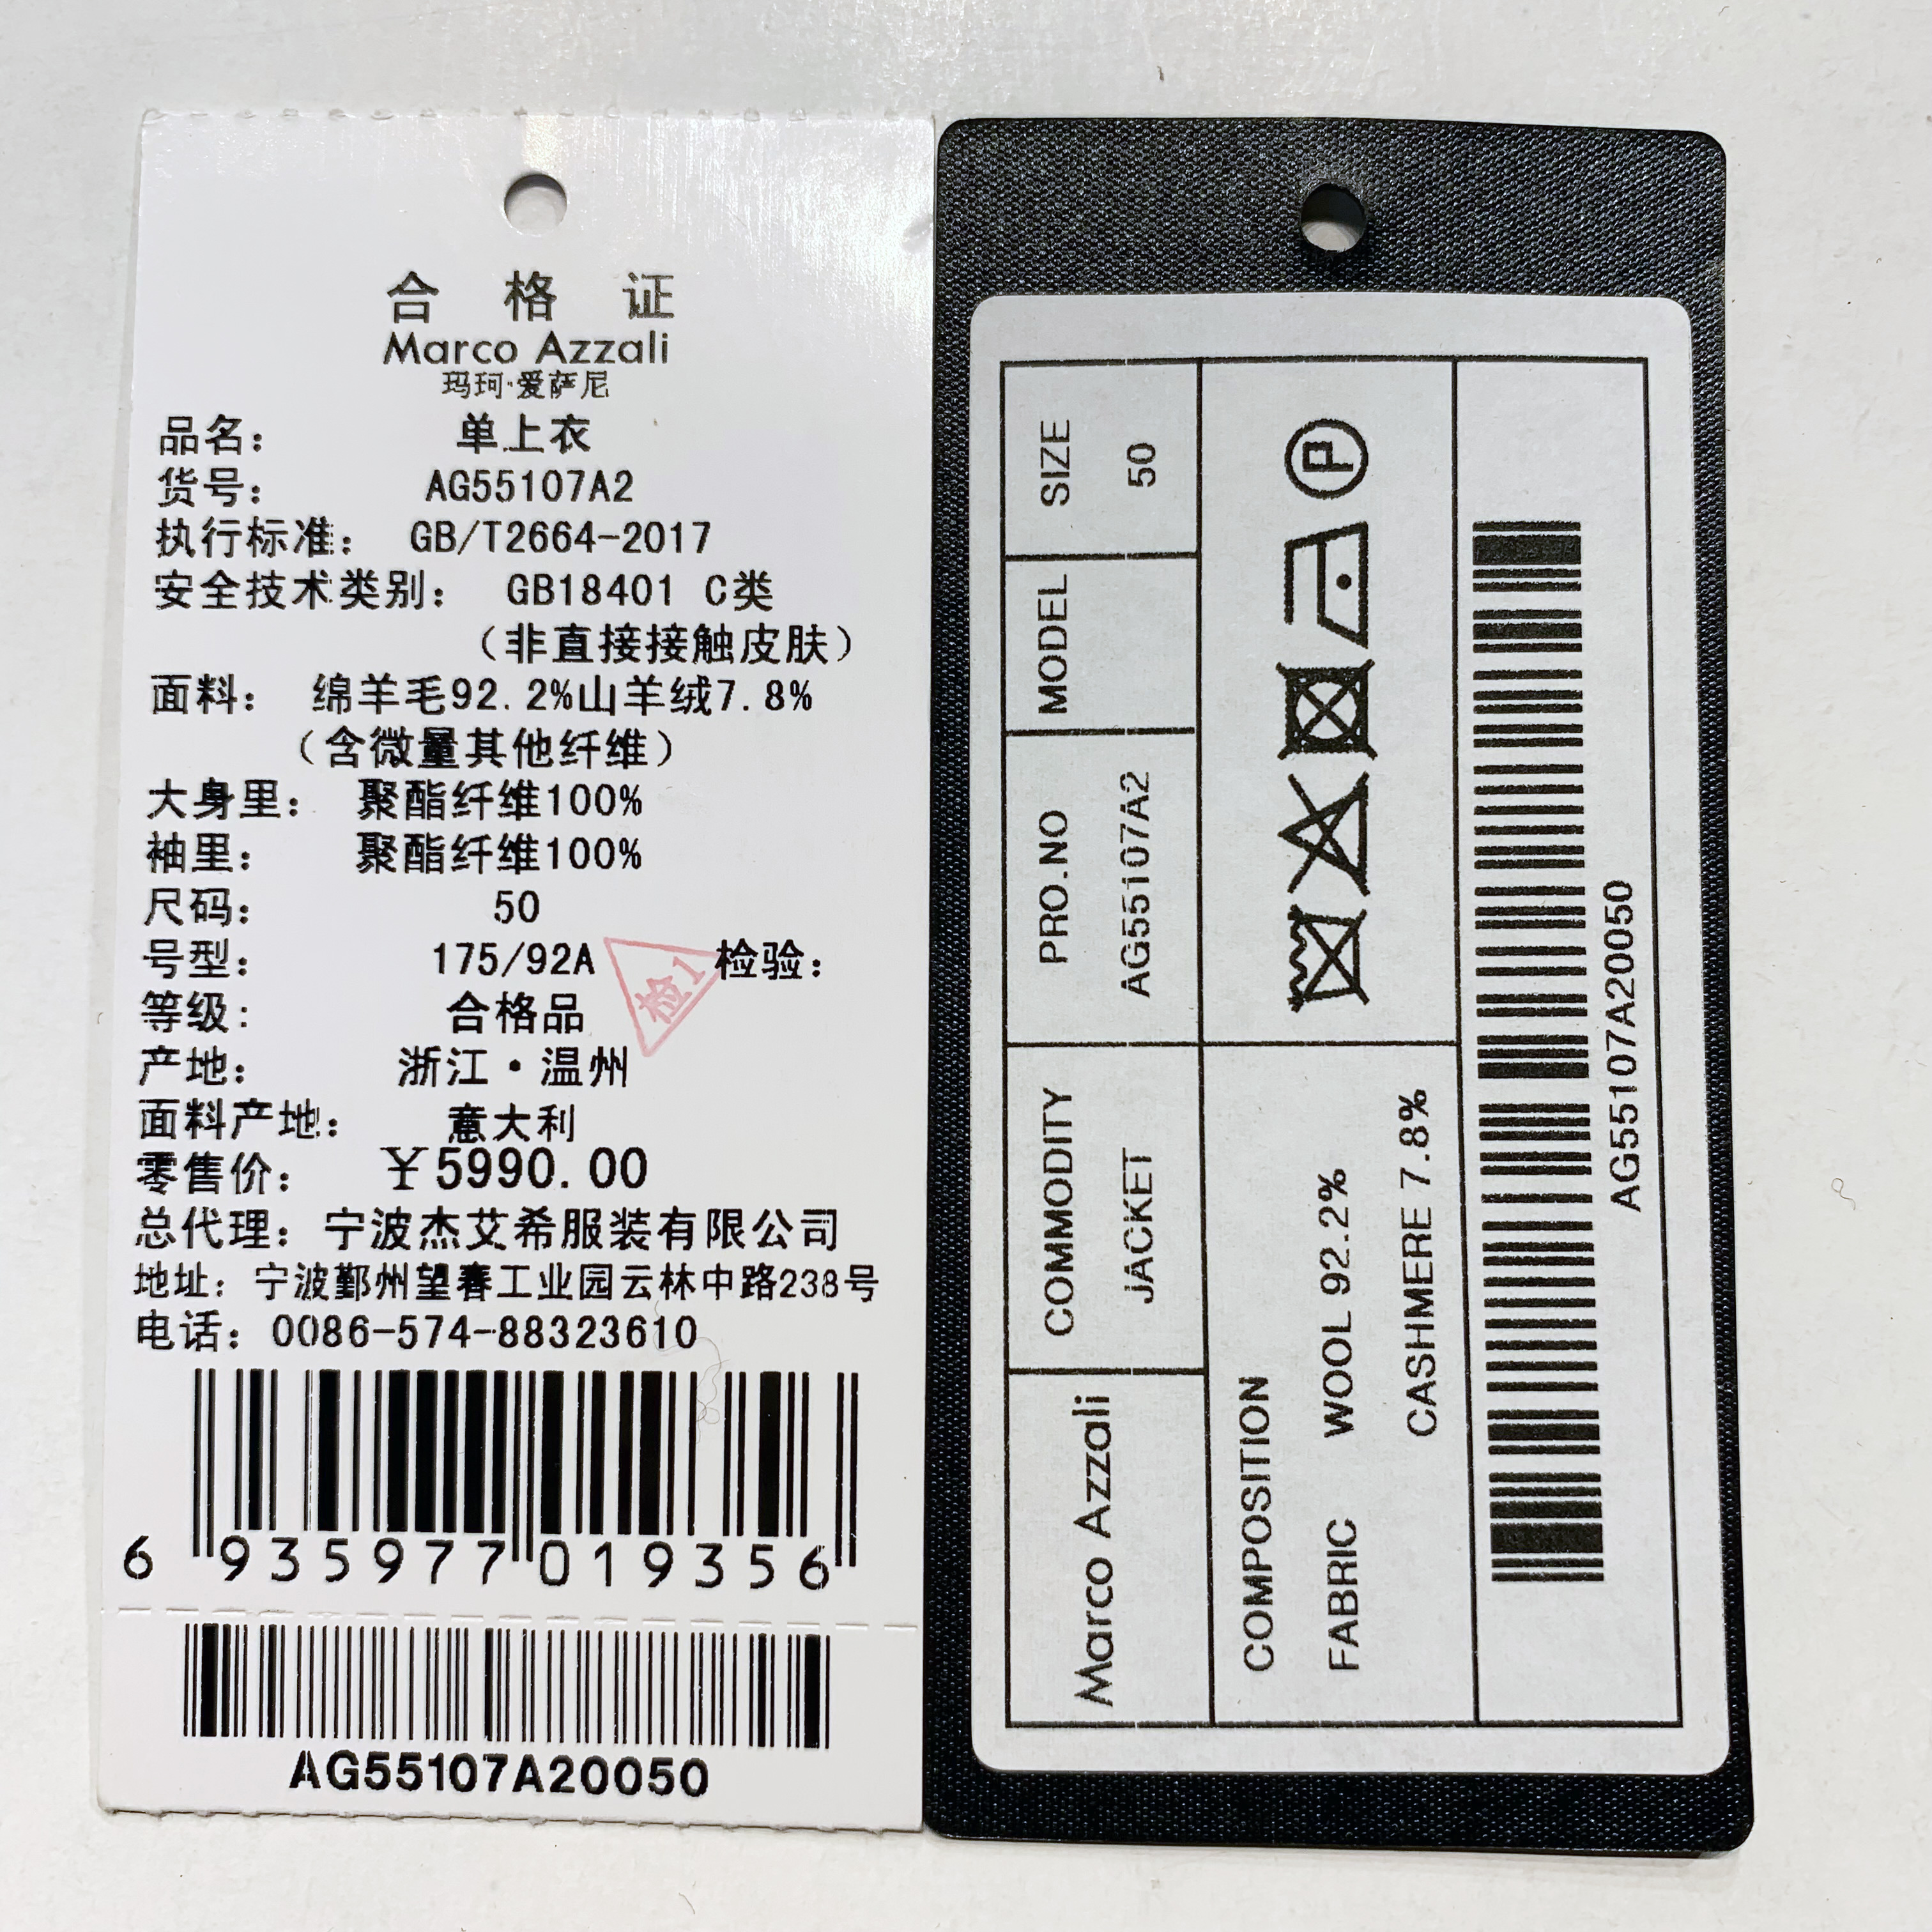 合格证
Marco Azzali
玛珂·爱萨尼
品名： 单上衣
货号： AG55107A2
执行标准： GB/T2664-2017
安全技术类别： GB18401 C类
（非直接接触皮肤）
面料： 绵羊毛92.2%山羊绒7.8%
（含微量其他纤维）
大身里： 聚酯纤维100%
袖里： 聚酯纤维100%
尺码： 50
号型： 175/92A 检验：
检1
等级： 合格品
产地： 浙江·温州
面料产地： 意大利
零售价： ￥5990.00
总代理：宁波杰艾希服装有限公司
地址：宁波鄞州望春工业园云林中路238号
电话：0086-574-88323610
6 935977 019356
AG55107A20050
Marco Azzali
COMMODITY
JACKET
PRO.NO
AG55107A2
MODEL
SIZE
50
COMPOSITION
FABRIC WOOL 92.2%
CASHMERE 7.8%
P
AG55107A20050